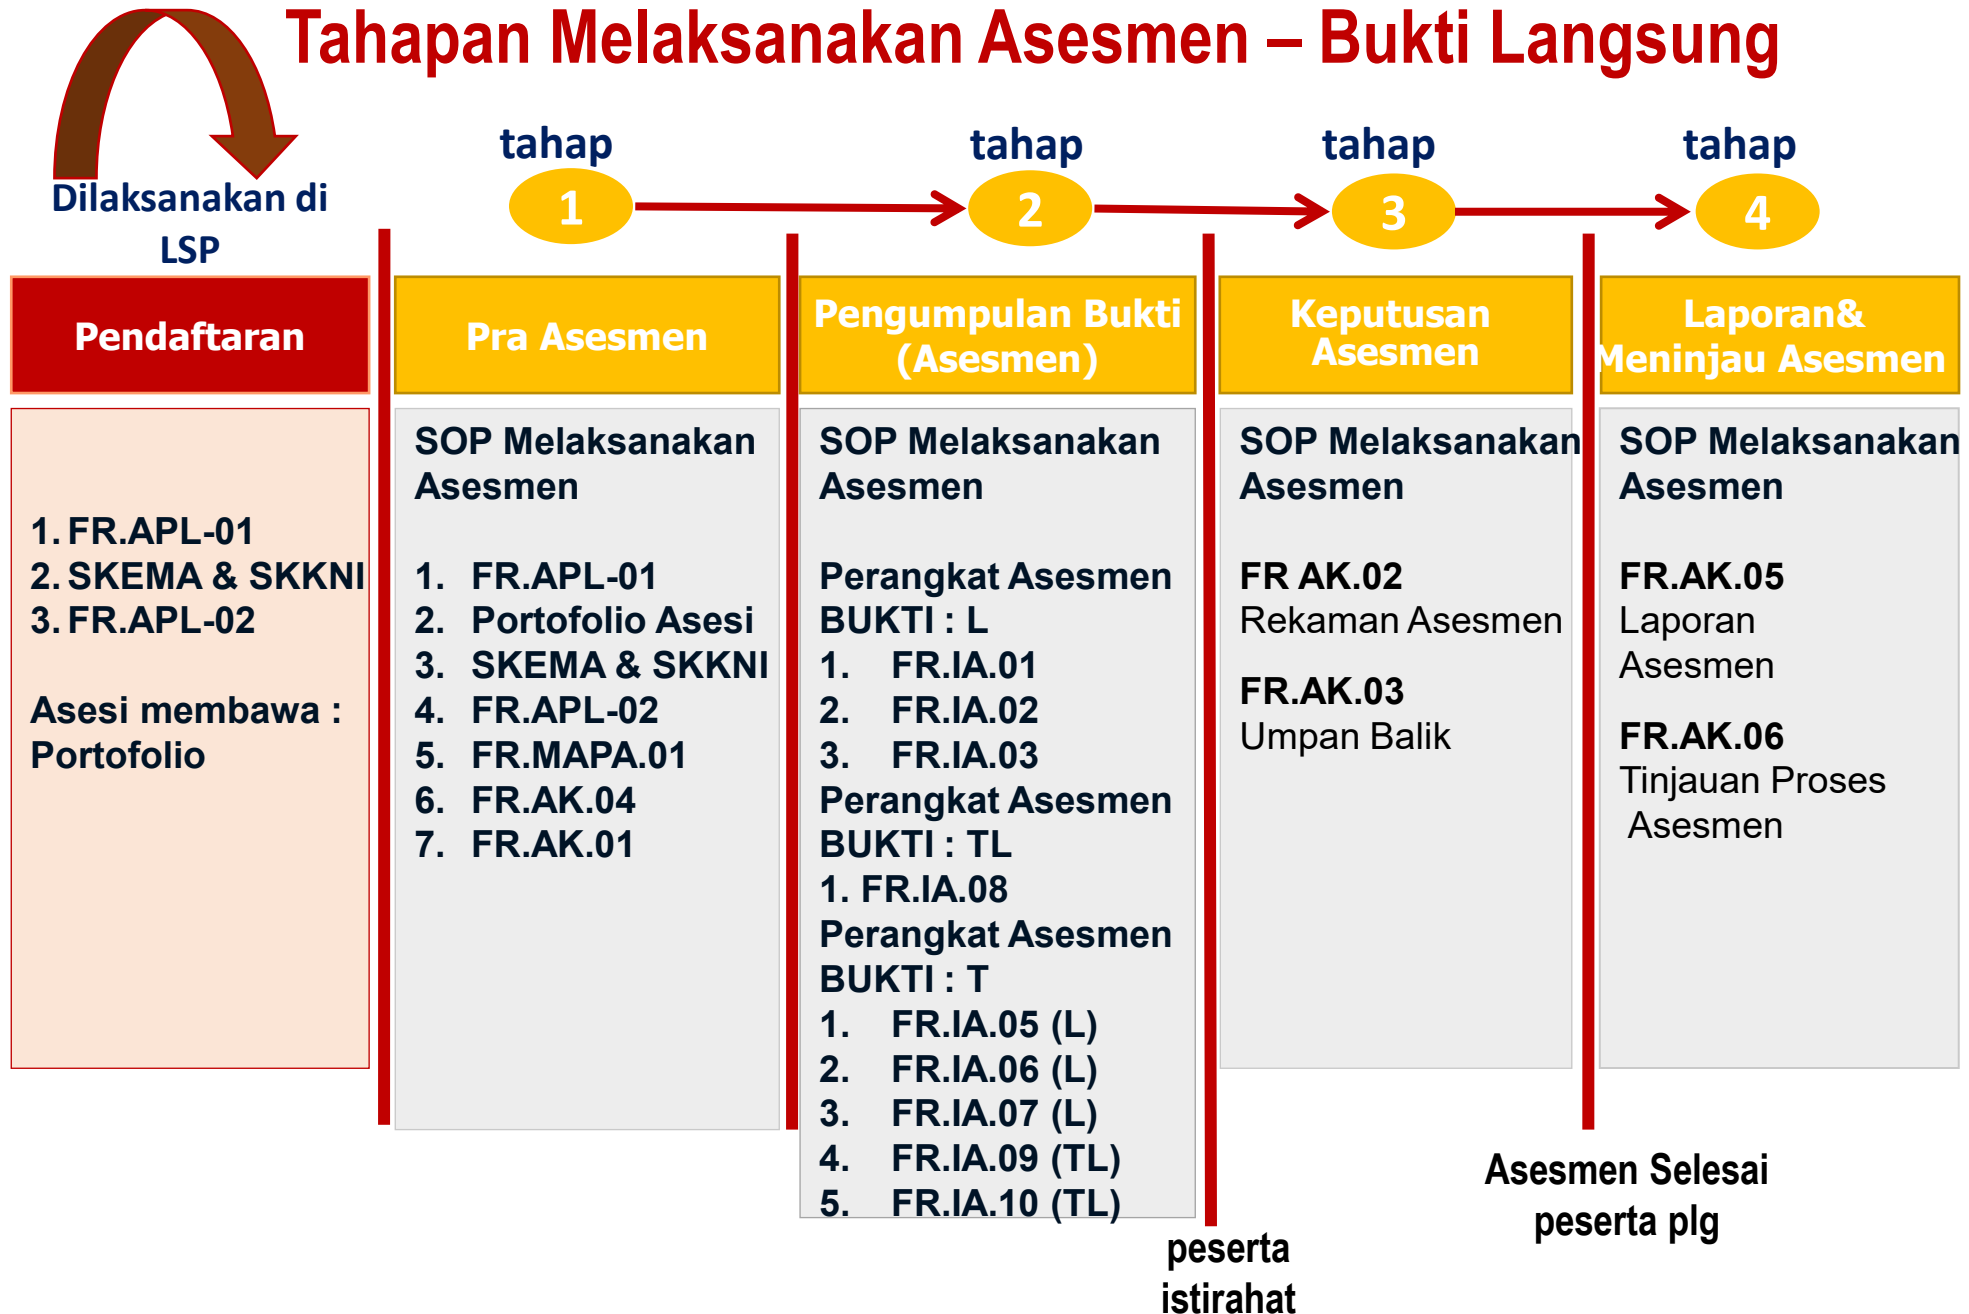 Tahapan Melaksanakan Asesmen – Bukti Langsung
Dilaksanakan di
LSP
tahap
1
tahap
2
tahap
3
tahap
4
Pendaftaran
1. FR.APL-01
2. SKEMA & SKKNI
3. FR.APL-02
Asesi membawa :
Portofolio
Pra Asesmen
SOP Melaksanakan
Asesmen
1. FR.APL-01
2. Portofolio Asesi
3. SKEMA & SKKNI
4. FR.APL-02
5. FR.MAPA.01
6. FR.AK.04
7. FR.AK.01
Pengumpulan Bukti
(Asesmen)
SOP Melaksanakan
Asesmen
Perangkat Asesmen
BUKTI : L
1. FR.IA.01
2. FR.IA.02
3. FR.IA.03
Perangkat Asesmen
BUKTI : TL
1. FR.IA.08
Perangkat Asesmen
BUKTI : T
1. FR.IA.05 (L)
2. FR.IA.06 (L)
3. FR.IA.07 (L)
4. FR.IA.09 (TL)
5. FR.IA.10 (TL)
peserta
istirahat
Keputusan
Asesmen
SOP Melaksanakan
Asesmen
FR AK.02
Rekaman Asesmen
FR.AK.03
Umpan Balik
Laporan&
Meninjau Asesmen
SOP Melaksanakan
Asesmen
FR.AK.05
Laporan
Asesmen
FR.AK.06
Tinjauan Proses
Asesmen
Asesmen Selesai
peserta plg